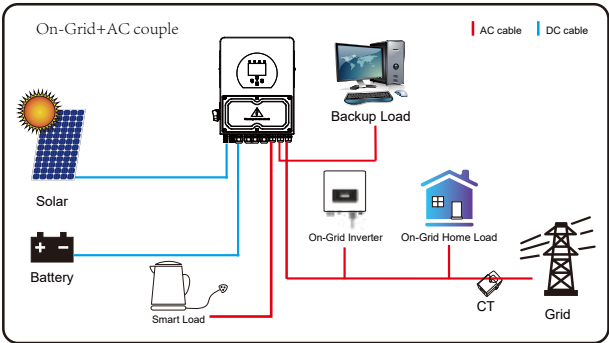 On-Grid+AC couple
AC cable
DC cable
Backup Load
Solar
On-Grid Inverter
On-Grid Home Load
Battery
CT
Grid
Smart Load